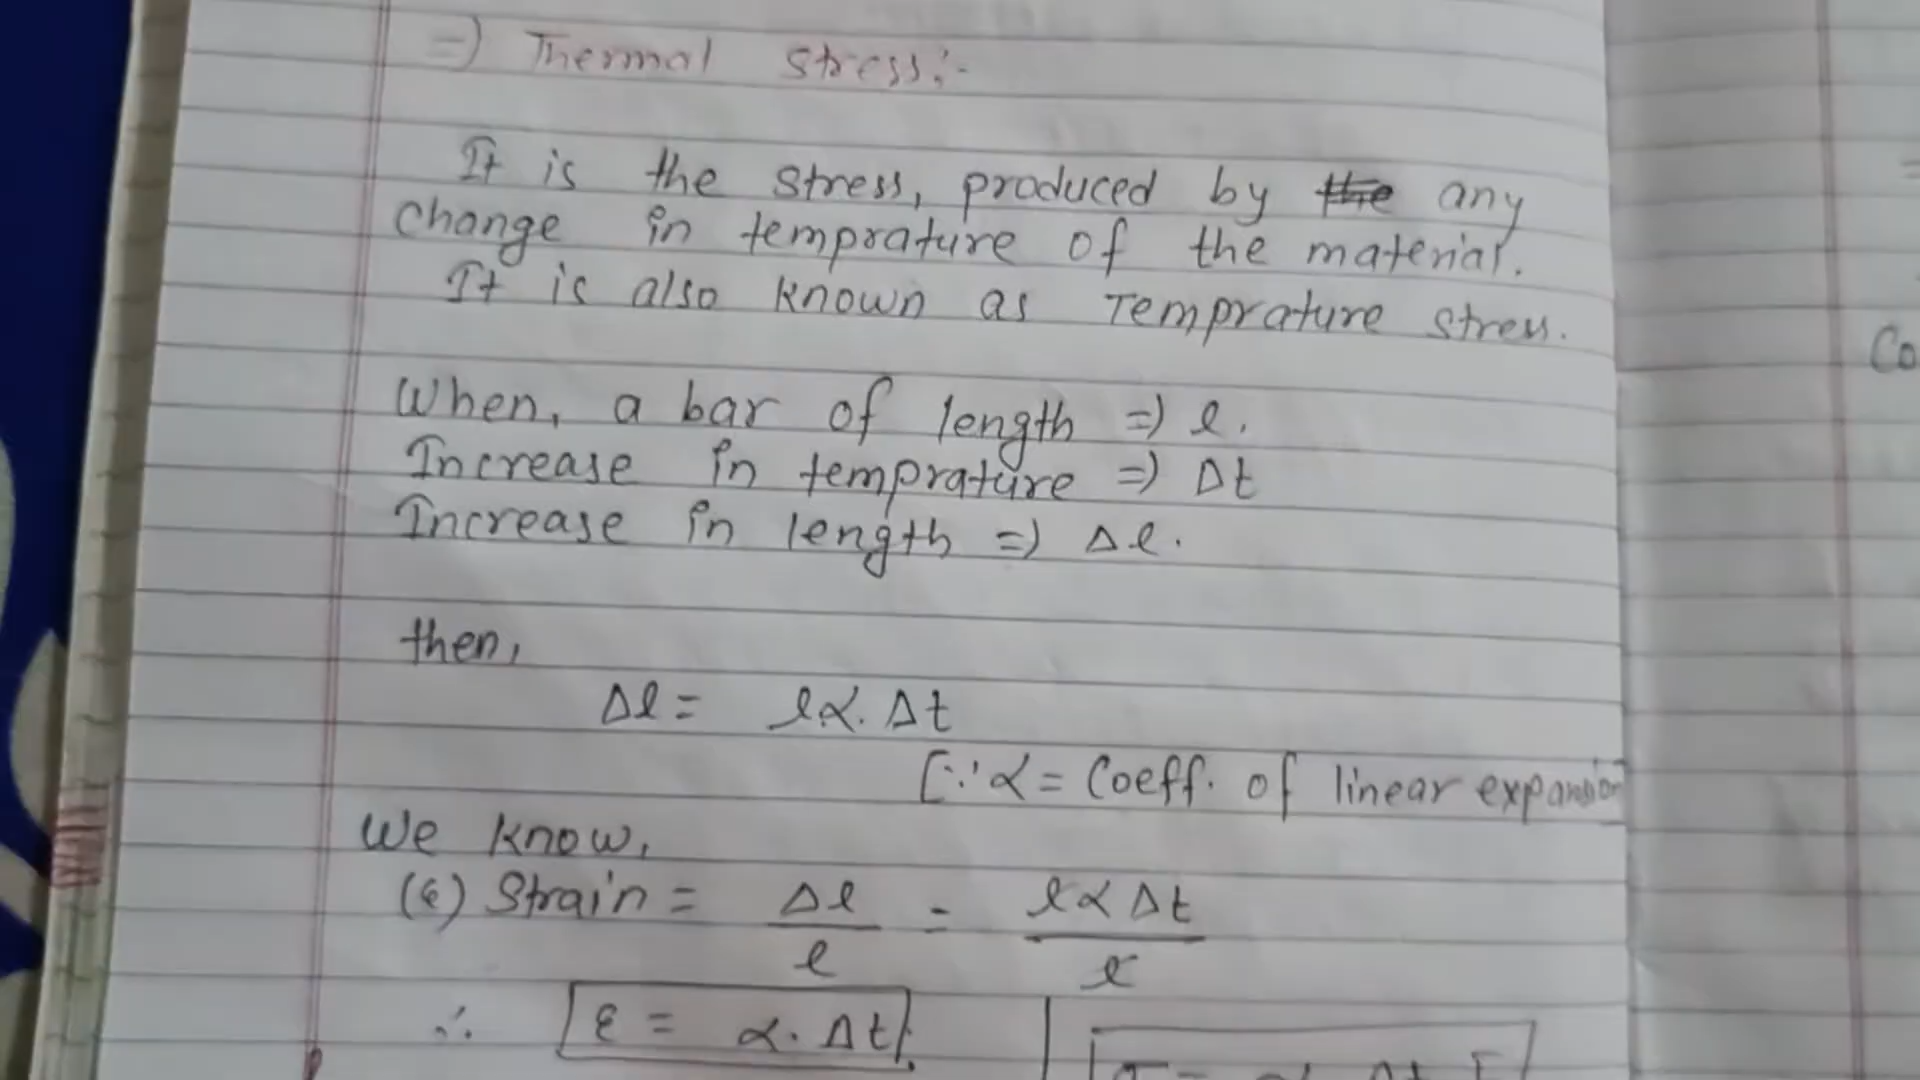 => Thermal stress:-
It is the stress, produced by the any
change in temprature of the material.
It is also known as Temprature stress.
When, a bar of length => l.
Increase in temprature => Δt
Increase in length => Δl.
then,
Δl = lα. Δt
[∵ α = Coeff. of linear expansion
We know,
(ε) Strain = Δl/l = lαΔt/l
∴ ε = α. Δt
Co